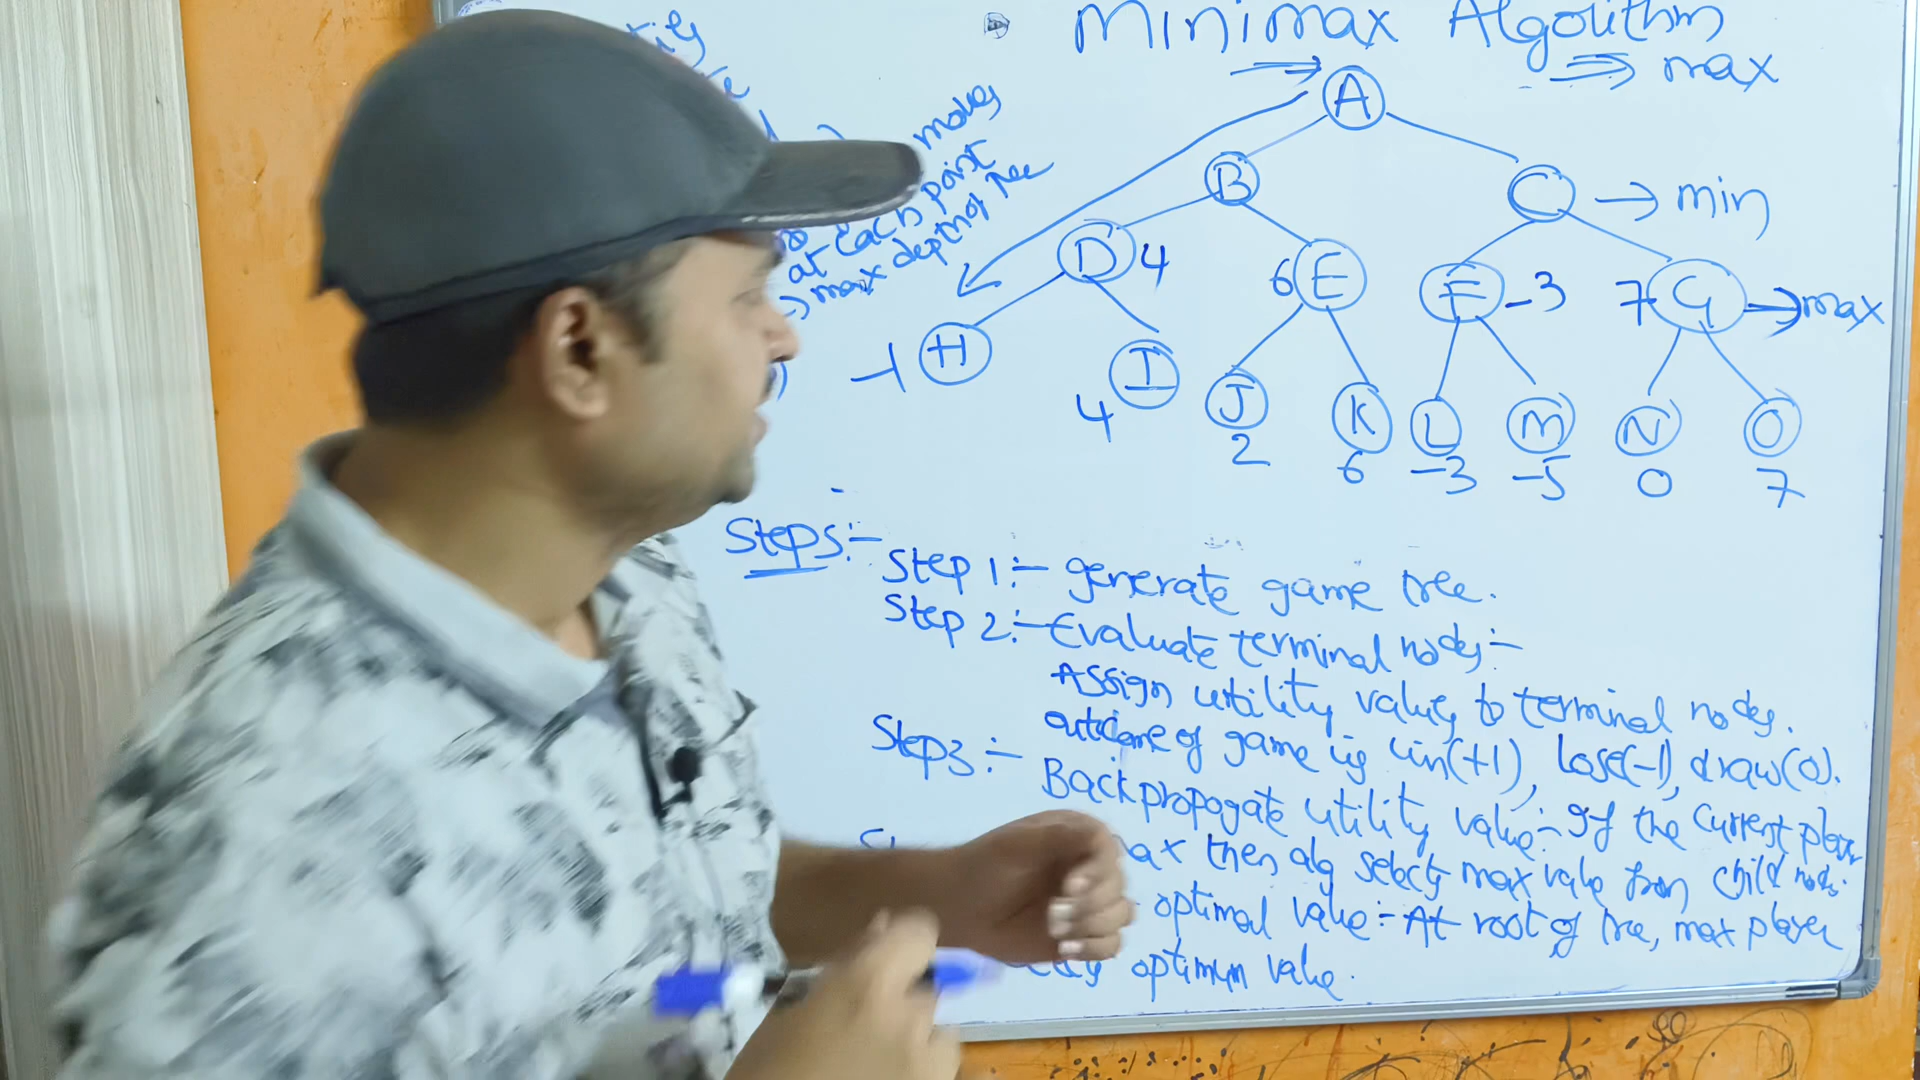 Minimax Algorithm
⇒ max
A
B
C → min
moves
at each point
→ max depth of tree
D 4
6 E
F -3
7 G → max
-1 H
4 I
J
K
L
M
N
O
2
6
-3
-5
0
7
Steps:-
Step 1:- generate game tree.
Step 2:- Evaluate terminal nodes:-
Assign utility values to terminal nodes.
outcome of game is win(+1), lose(-1), draw(0).
Step3:-
Backpropogate utility value:- If the current player
then alg selects max value from child nodes.
optimal value:- At root of tree, max player
optimum value.